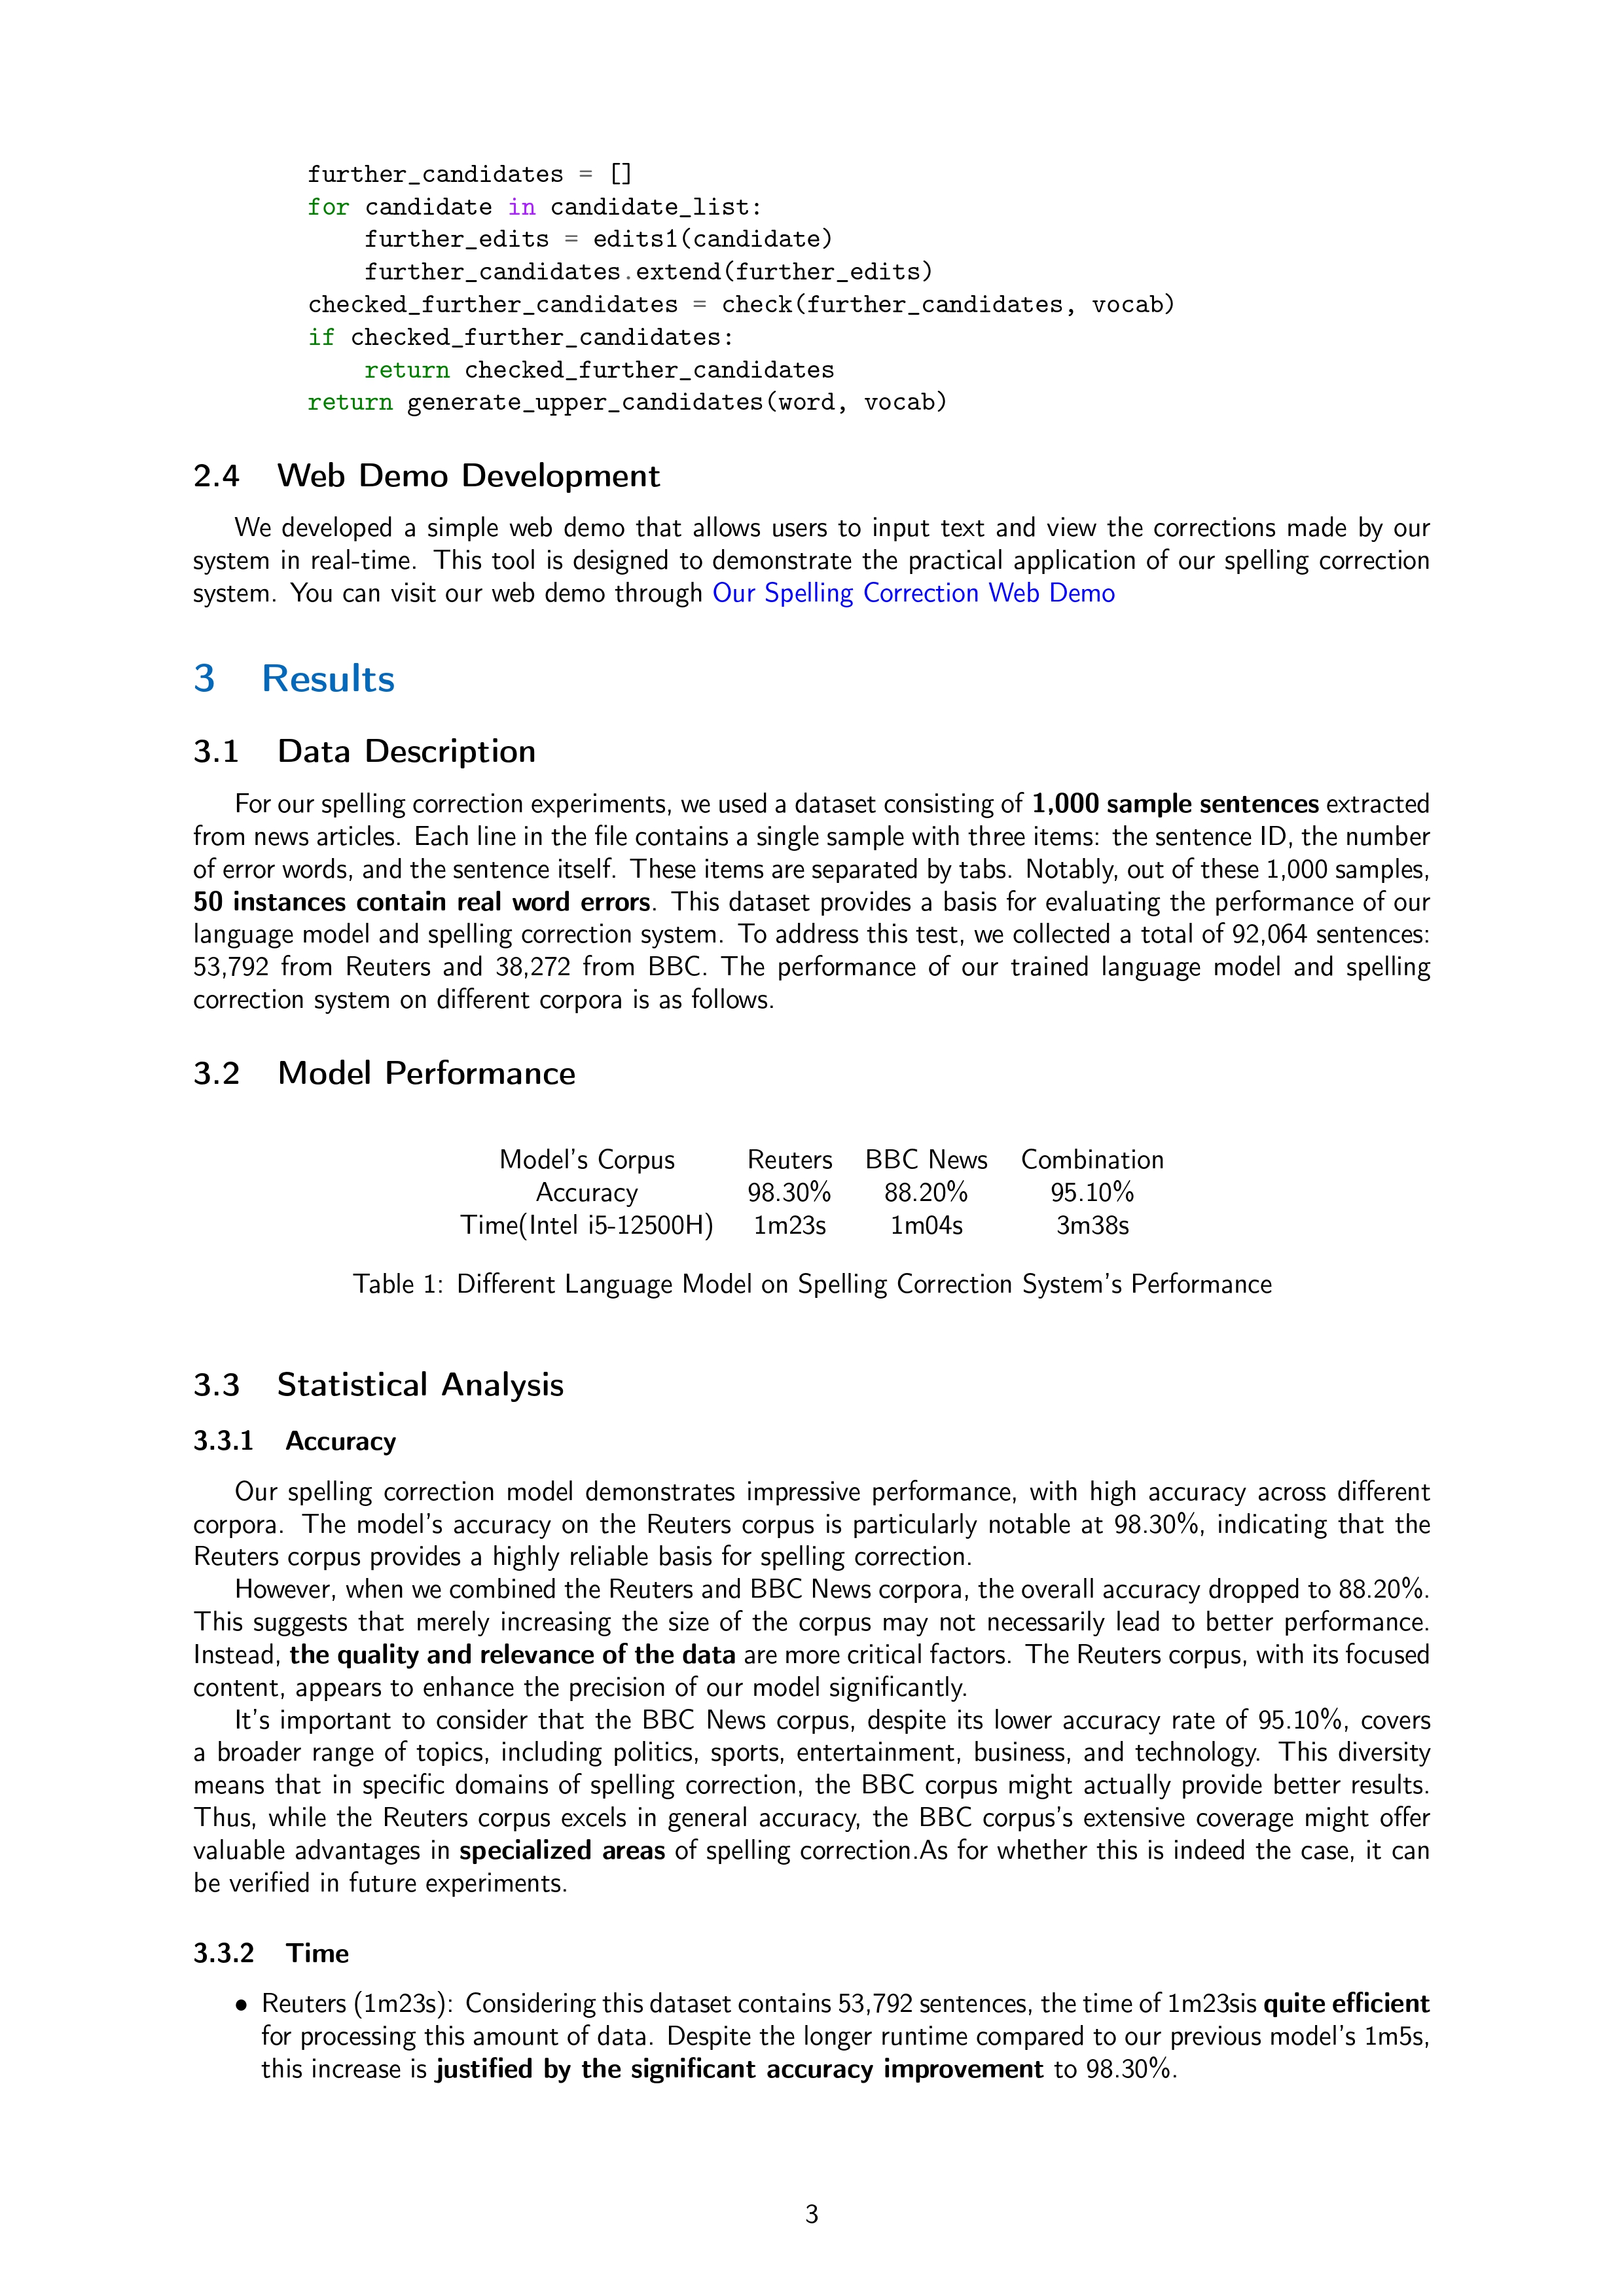 further_candidates = []
for candidate in candidate_list:
    further_edits = edits1(candidate)
    further_candidates.extend(further_edits)
checked_further_candidates = check(further_candidates, vocab)
if checked_further_candidates:
    return checked_further_candidates
return generate_upper_candidates(word, vocab)
2.4 Web Demo Development
We developed a simple web demo that allows users to input text and view the corrections made by our
system in real-time. This tool is designed to demonstrate the practical application of our spelling correction
system. You can visit our web demo through Our Spelling Correction Web Demo
3 Results
3.1 Data Description
For our spelling correction experiments, we used a dataset consisting of 1,000 sample sentences extracted
from news articles. Each line in the file contains a single sample with three items: the sentence ID, the number
of error words, and the sentence itself. These items are separated by tabs. Notably, out of these 1,000 samples,
50 instances contain real word errors. This dataset provides a basis for evaluating the performance of our
language model and spelling correction system. To address this test, we collected a total of 92,064 sentences:
53,792 from Reuters and 38,272 from BBC. The performance of our trained language model and spelling
correction system on different corpora is as follows.
3.2 Model Performance
Model's Corpus Reuters BBC News Combination
Accuracy 98.30% 88.20% 95.10%
Time(Intel i5-12500H) 1m23s 1m04s 3m38s
Table 1: Different Language Model on Spelling Correction System's Performance
3.3 Statistical Analysis
3.3.1 Accuracy
Our spelling correction model demonstrates impressive performance, with high accuracy across different
corpora. The model's accuracy on the Reuters corpus is particularly notable at 98.30%, indicating that the
Reuters corpus provides a highly reliable basis for spelling correction.
However, when we combined the Reuters and BBC News corpora, the overall accuracy dropped to 88.20%.
This suggests that merely increasing the size of the corpus may not necessarily lead to better performance.
Instead, the quality and relevance of the data are more critical factors. The Reuters corpus, with its focused
content, appears to enhance the precision of our model significantly.
It's important to consider that the BBC News corpus, despite its lower accuracy rate of 95.10%, covers
a broader range of topics, including politics, sports, entertainment, business, and technology. This diversity
means that in specific domains of spelling correction, the BBC corpus might actually provide better results.
Thus, while the Reuters corpus excels in general accuracy, the BBC corpus's extensive coverage might offer
valuable advantages in specialized areas of spelling correction.As for whether this is indeed the case, it can
be verified in future experiments.
3.3.2 Time
• Reuters (1m23s): Considering this dataset contains 53,792 sentences, the time of 1m23sis quite efficient
for processing this amount of data. Despite the longer runtime compared to our previous model's 1m5s,
this increase is justified by the significant accuracy improvement to 98.30%.
3